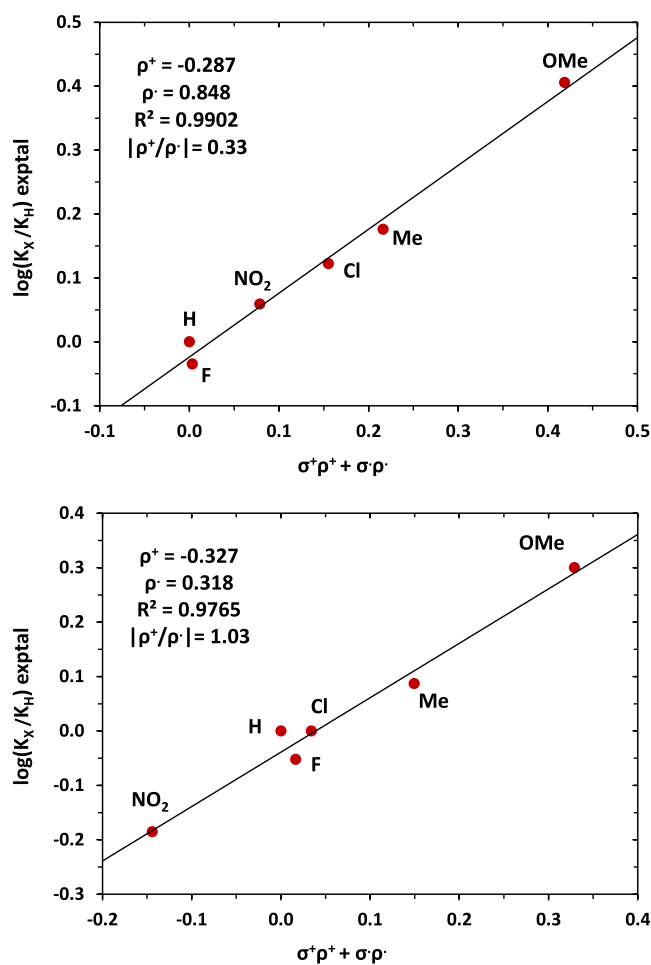 ρ⁺ = -0.287
ρ· = 0.848
R² = 0.9902
|ρ⁺/ρ·|= 0.33
OMe
Me
Cl
NO₂
H
F
log(K_X/K_H) exptal
0.5
0.4
0.3
0.2
0.1
0.0
-0.1
-0.1 0.0 0.1 0.2 0.3 0.4 0.5
σ⁺ρ⁺ + σ·ρ·
ρ⁺ = -0.327
ρ· = 0.318
R² = 0.9765
|ρ⁺/ρ·|= 1.03
OMe
Me
Cl
H
F
NO₂
log(K_X/K_H) exptal
0.4
0.3
0.2
0.1
0.0
-0.1
-0.2
-0.3
-0.2 -0.1 0.0 0.1 0.2 0.3 0.4
σ⁺ρ⁺ + σ·ρ·